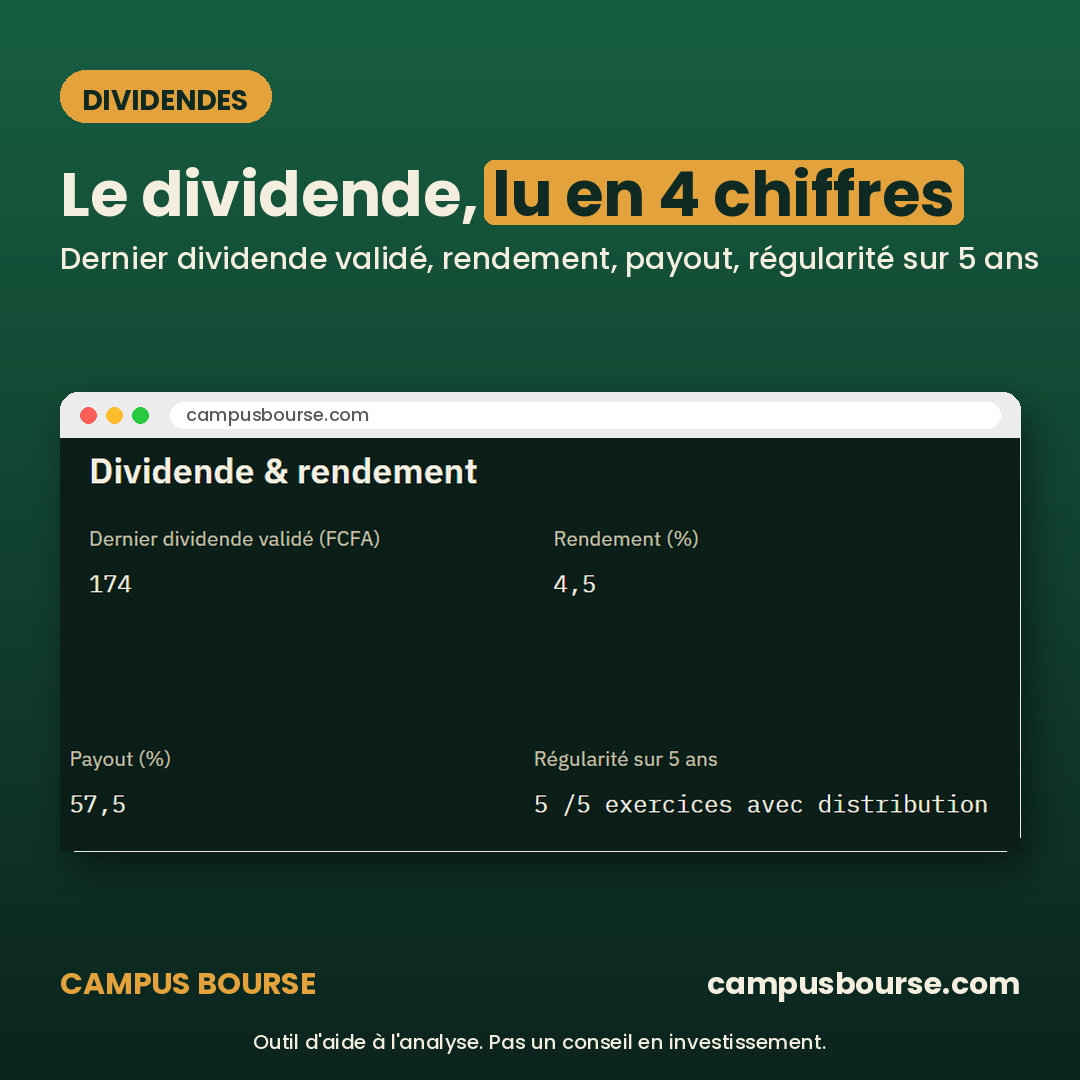 DIVIDENDES
Le dividende, lu en 4 chiffres
Dernier dividende validé, rendement, payout, régularité sur 5 ans
campusbourse.com
Dividende & rendement
Dernier dividende validé (FCFA)
Rendement (%)
174
4,5
Payout (%)
Régularité sur 5 ans
57,5
5 /5 exercices avec distribution
CAMPUS BOURSE
campusbourse.com
Outil d'aide à l'analyse. Pas un conseil en investissement.